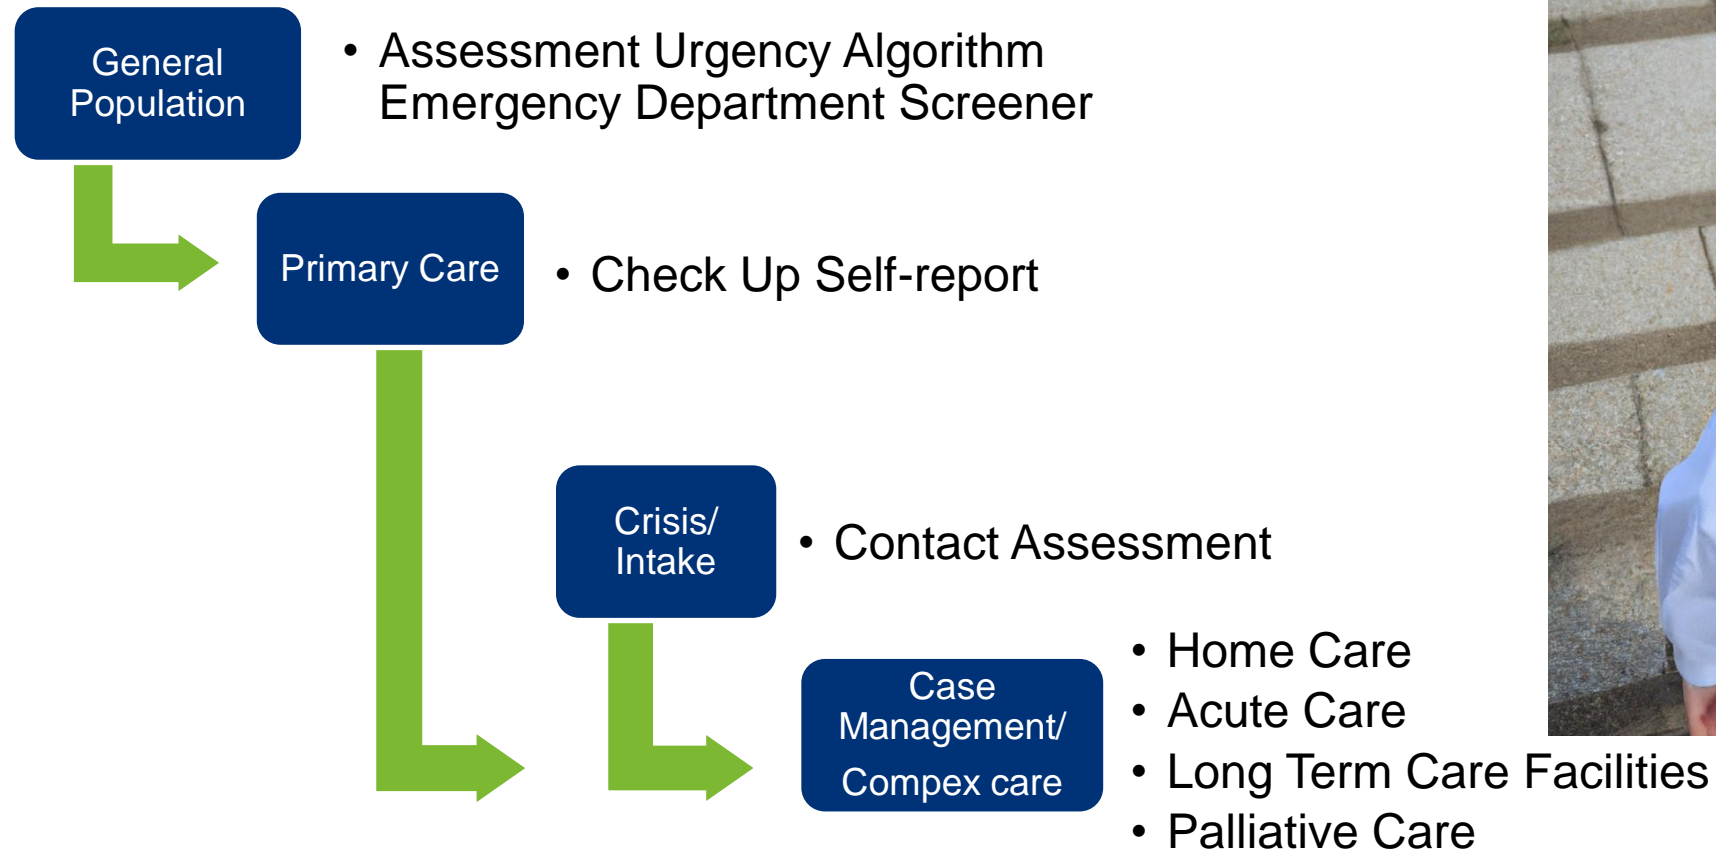 General
Population
• Assessment Urgency Algorithm
Emergency Department Screener
Primary Care
• Check Up Self-report
Crisis/
Intake
• Contact Assessment
Case
Management/
Compex care
• Home Care
• Acute Care
• Long Term Care Facilities
• Palliative Care